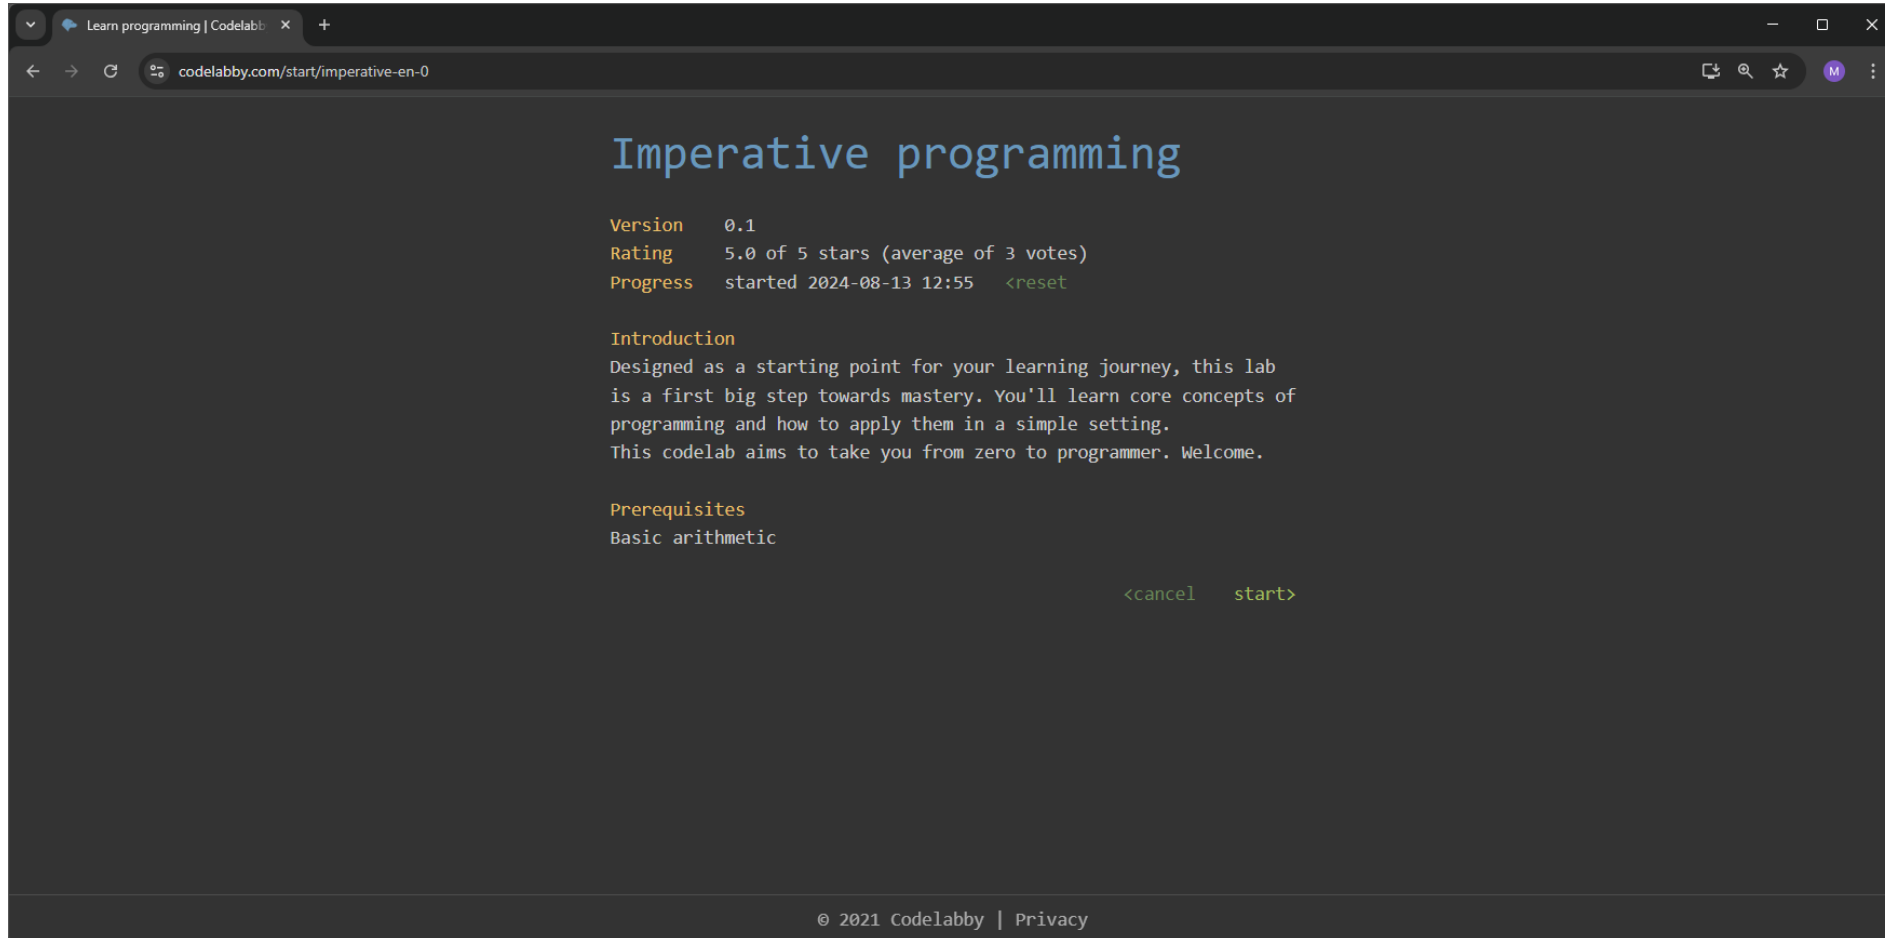 Learn programming | Codelabb
codelabby.com/start/imperative-en-0
M
Imperative programming
Version 0.1
Rating 5.0 of 5 stars (average of 3 votes)
Progress started 2024-08-13 12:55 <reset
Introduction
Designed as a starting point for your learning journey, this lab
is a first big step towards mastery. You'll learn core concepts of
programming and how to apply them in a simple setting.
This codelab aims to take you from zero to programmer. Welcome.
Prerequisites
Basic arithmetic
<cancel start>
© 2021 Codelabby | Privacy